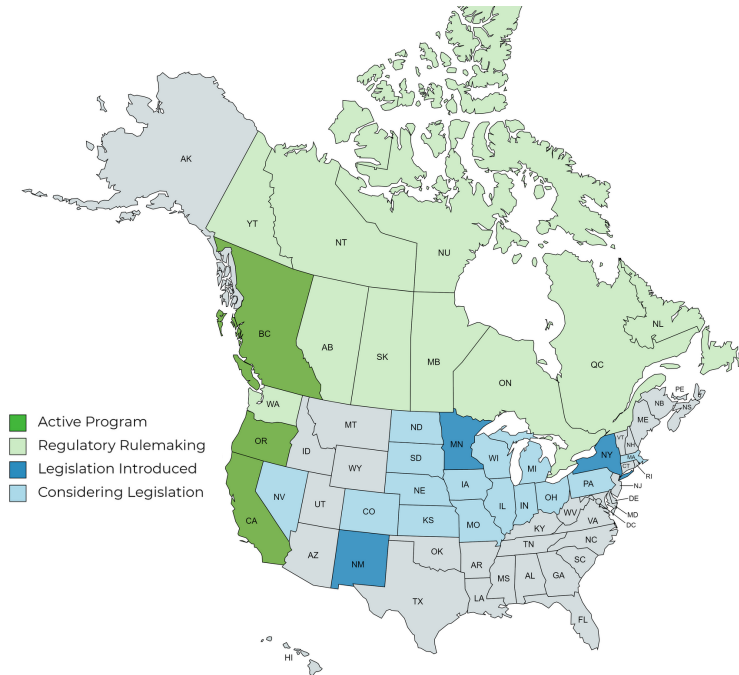 AK
YT
NT
NU
BC
AB
SK
MB
ON
QC
NL
PE
NB
NS
WA
MT
ND
MN
ME
VT
NH
OR
ID
SD
WI
MI
NY
MA
CT
RI
WY
NE
IA
PA
NJ
NV
UT
CO
IL
IN
OH
DE
MD
DC
CA
KS
MO
WV
VA
KY
AZ
NM
OK
TN
NC
AR
SC
TX
MS
AL
GA
LA
FL
HI
Active Program
Regulatory Rulemaking
Legislation Introduced
Considering Legislation